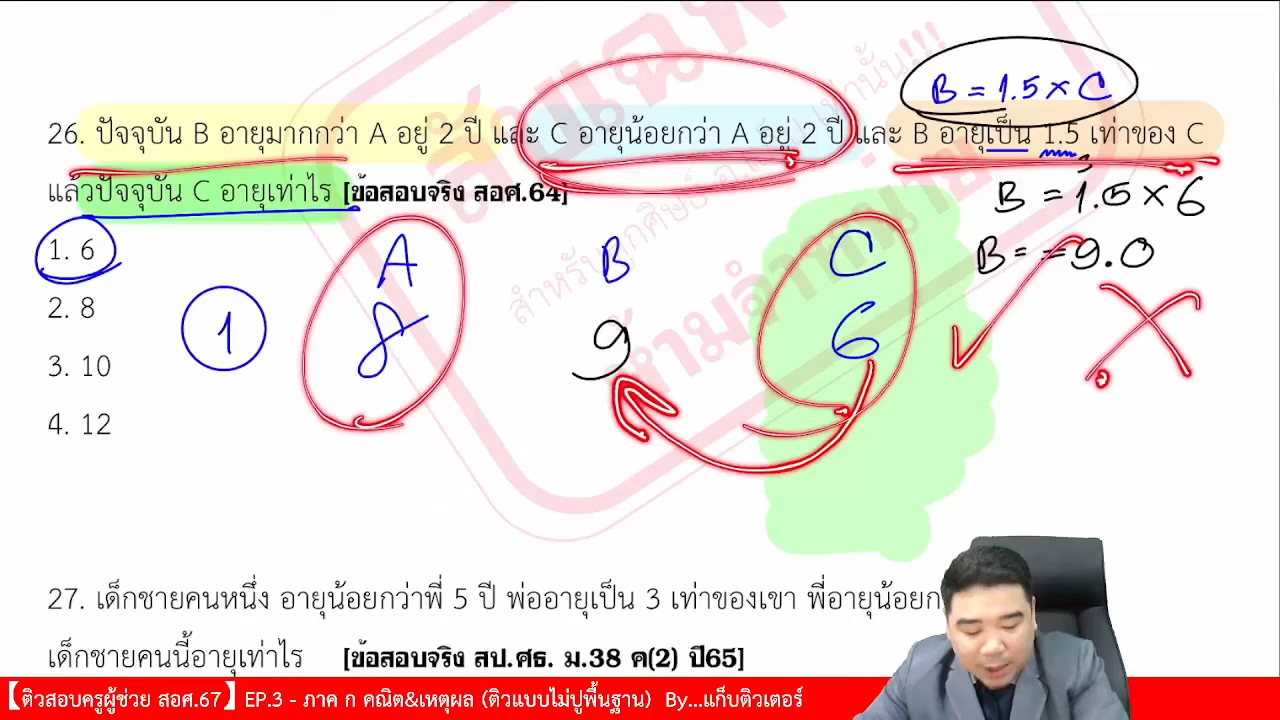 B = 1.5 × C
26. ปัจจุบัน B อายุมากกว่า A อยู่ 2 ปี และ C อายุน้อยกว่า A อยู่ 2 ปี และ B อายุเป็น 1.5 เท่าของ C
แล้วปัจจุบัน C อายุเท่าไร [ข้อสอบจริง สอศ.64]
B = 1.5 × 6
B = = 9.0
1. 6
A B C
2. 8
1 8 9 6
3. 10
4. 12
27. เด็กชายคนหนึ่ง อายุน้อยกว่าพี่ 5 ปี พ่ออายุเป็น 3 เท่าของเขา พี่อายุน้อยก
เด็กชายคนนี้อายุเท่าไร [ข้อสอบจริง สป.ศธ. ม.38 ค(2) ปี65]
【ติวสอบครูผู้ช่วย สอศ.67】 EP.3 - ภาค ก คณิต&เหตุผล (ติวแบบไม่ปูพื้นฐาน) By...แก็บติวเตอร์